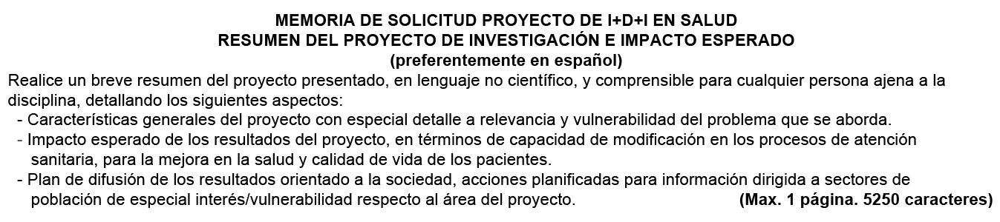 MEMORIA DE SOLICITUD PROYECTO DE I+D+I EN SALUD
RESUMEN DEL PROYECTO DE INVESTIGACIÓN E IMPACTO ESPERADO
(preferentemente en español)
Realice un breve resumen del proyecto presentado, en lenguaje no científico, y comprensible para cualquier persona ajena a la
disciplina, detallando los siguientes aspectos:
- Características generales del proyecto con especial detalle a relevancia y vulnerabilidad del problema que se aborda.
- Impacto esperado de los resultados del proyecto, en términos de capacidad de modificación en los procesos de atención
sanitaria, para la mejora en la salud y calidad de vida de los pacientes.
- Plan de difusión de los resultados orientado a la sociedad, acciones planificadas para información dirigida a sectores de
población de especial interés/vulnerabilidad respecto al área del proyecto. (Max. 1 página. 5250 caracteres)